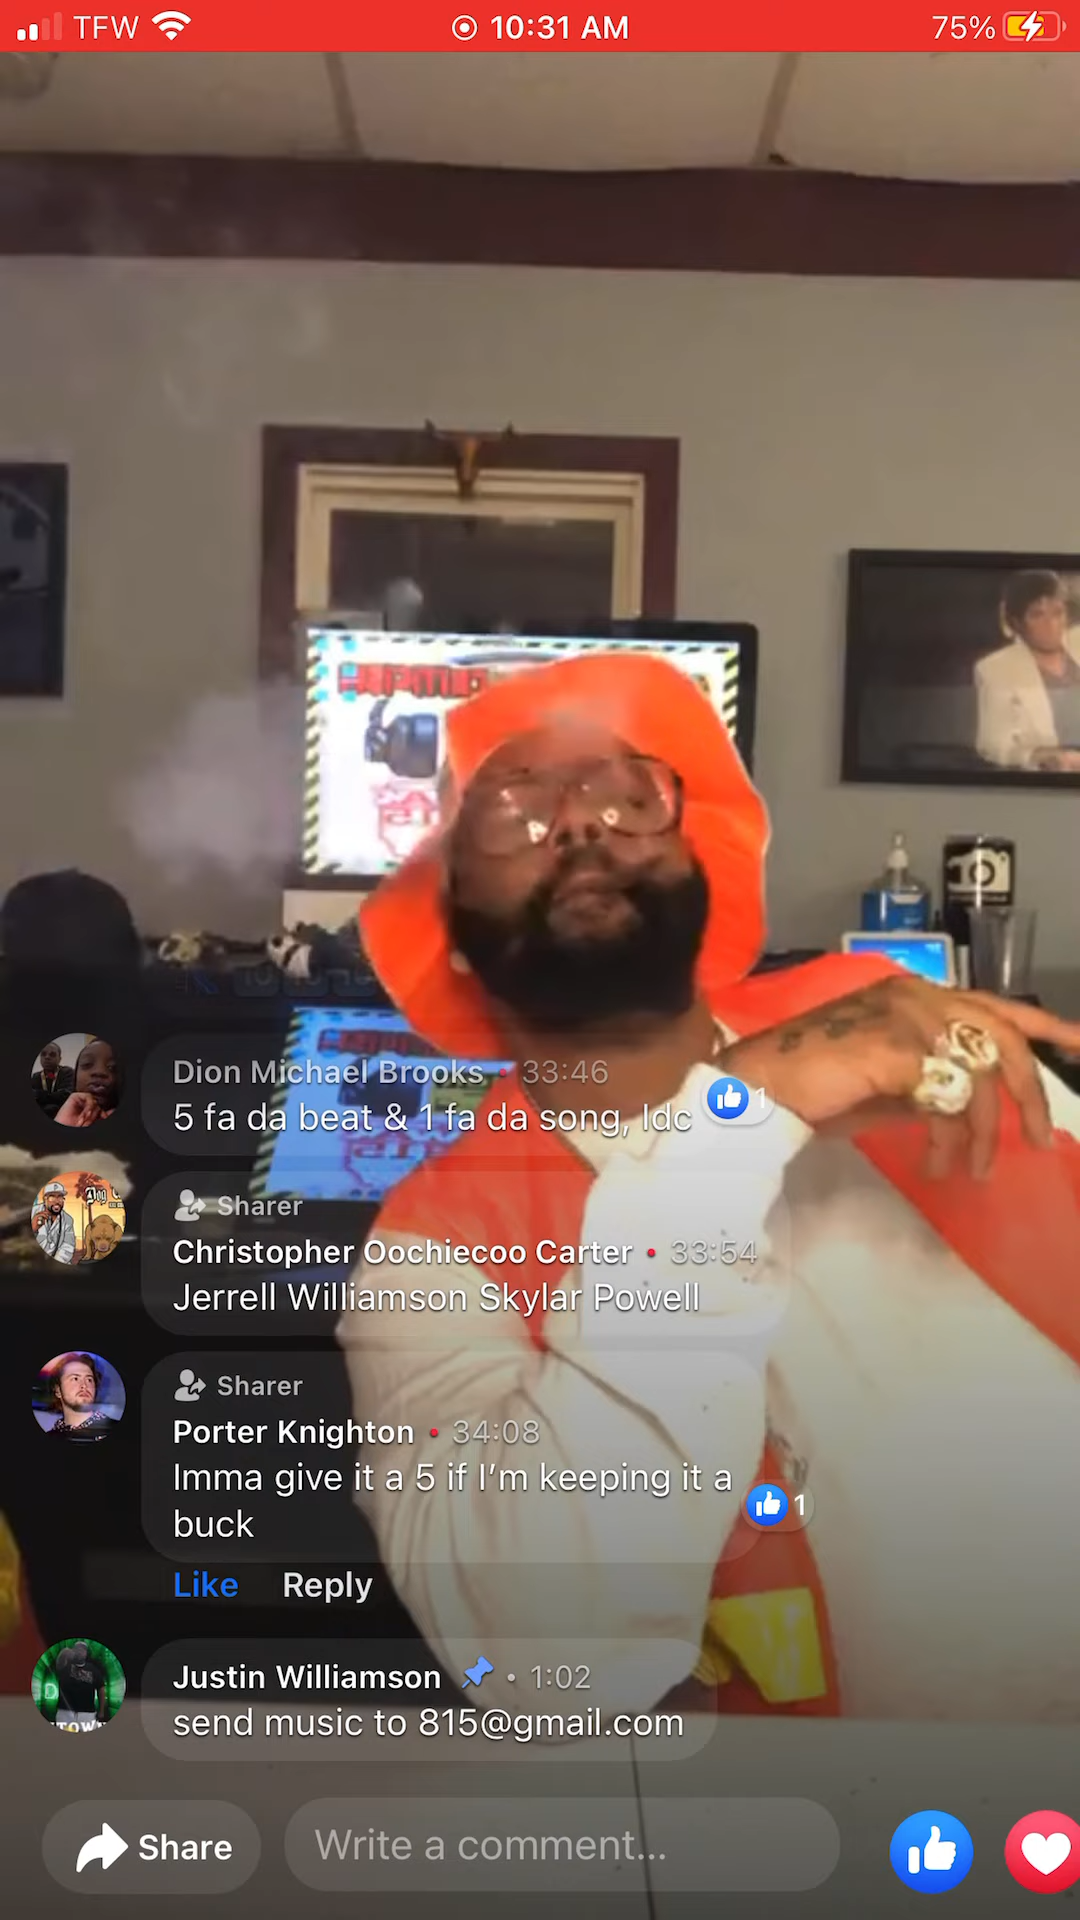 TFW 10:31 AM 75%
Dion Michael Brooks • 33:46
5 fa da beat & 1 fa da song, Idc
1
Sharer
Christopher Oochiecoo Carter • 33:54
Jerrell Williamson Skylar Powell
Sharer
Porter Knighton • 34:08
Imma give it a 5 if I'm keeping it a
buck
1
Like Reply
Justin Williamson • 1:02
send music to 815@gmail.com
Share Write a comment...